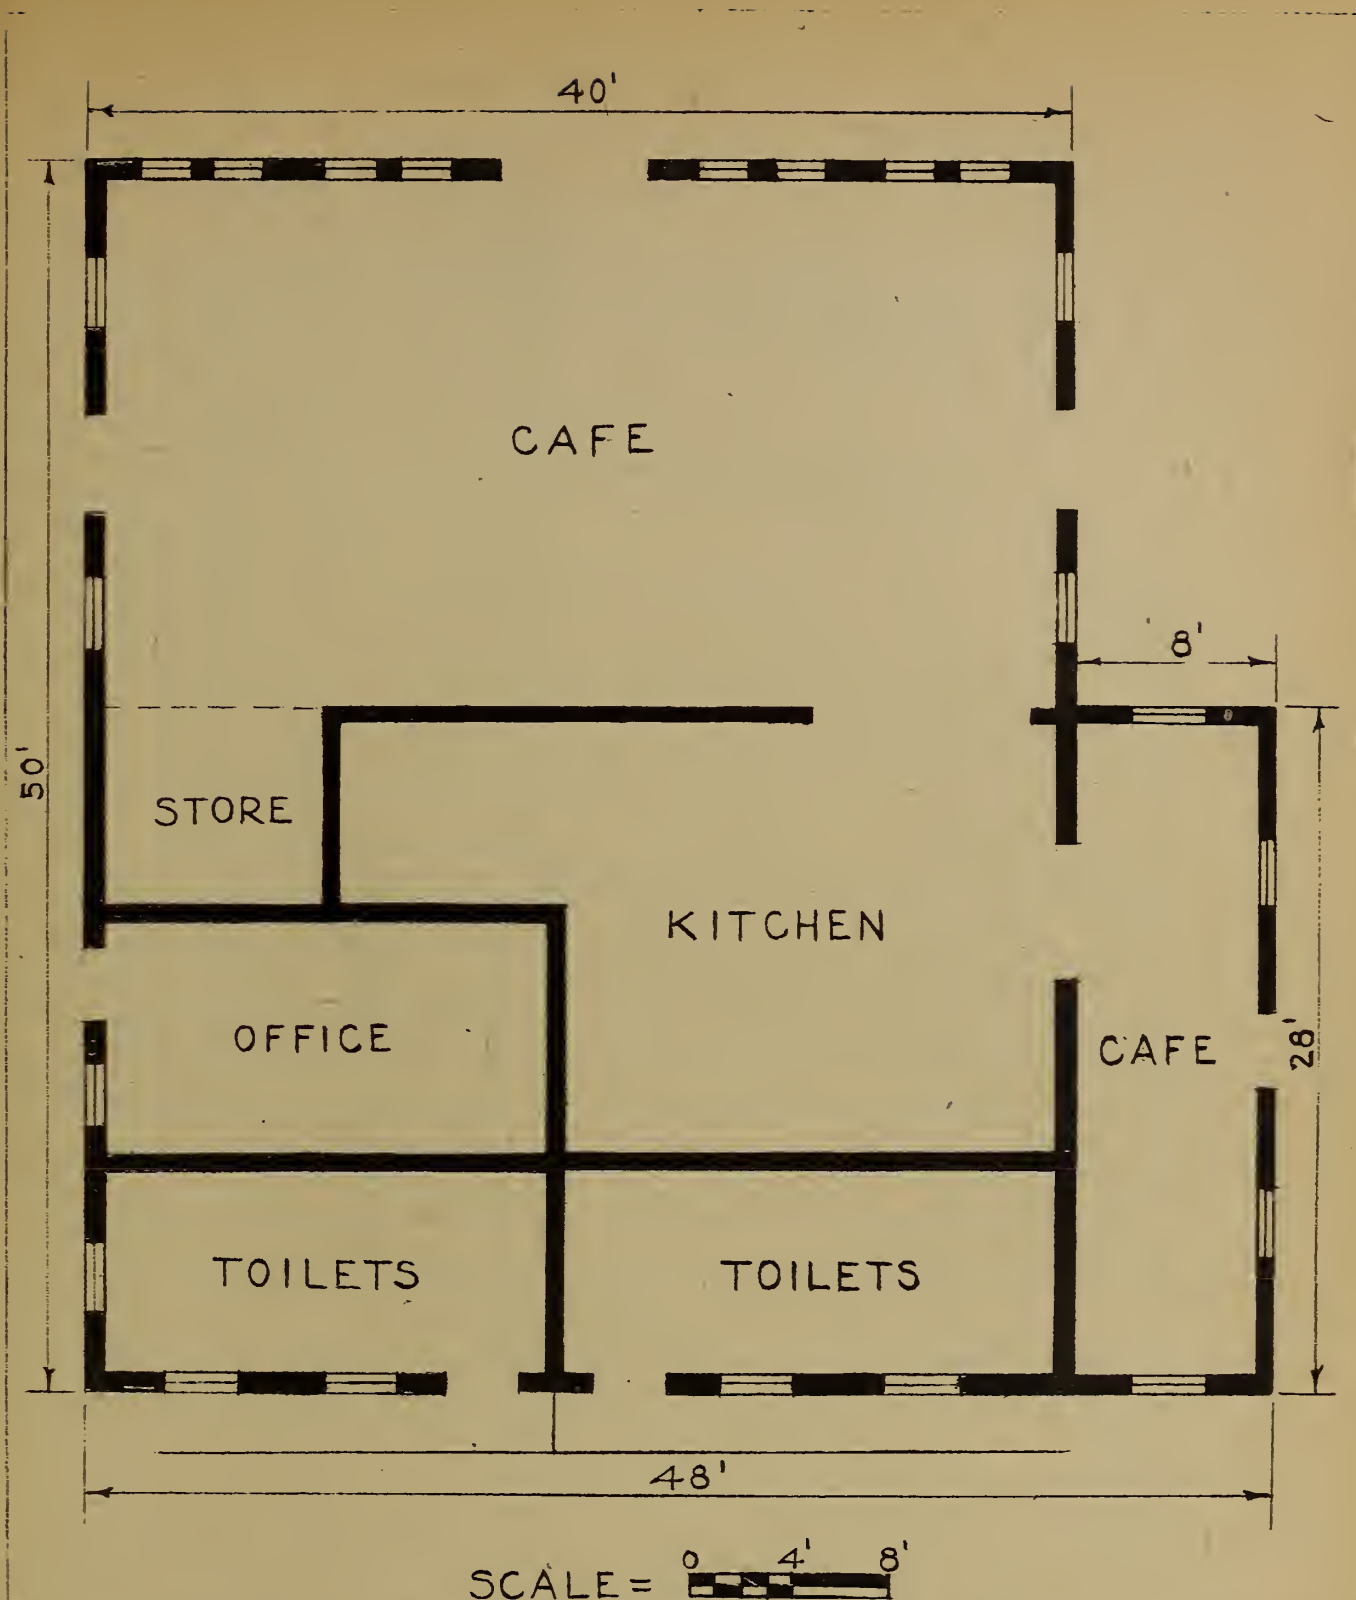 40'
CAFE
8'
50'
STORE
KITCHEN
OFFICE
CAFE
28'
TOILETS
TOILETS
48'
0 4' 8'
SCALE =